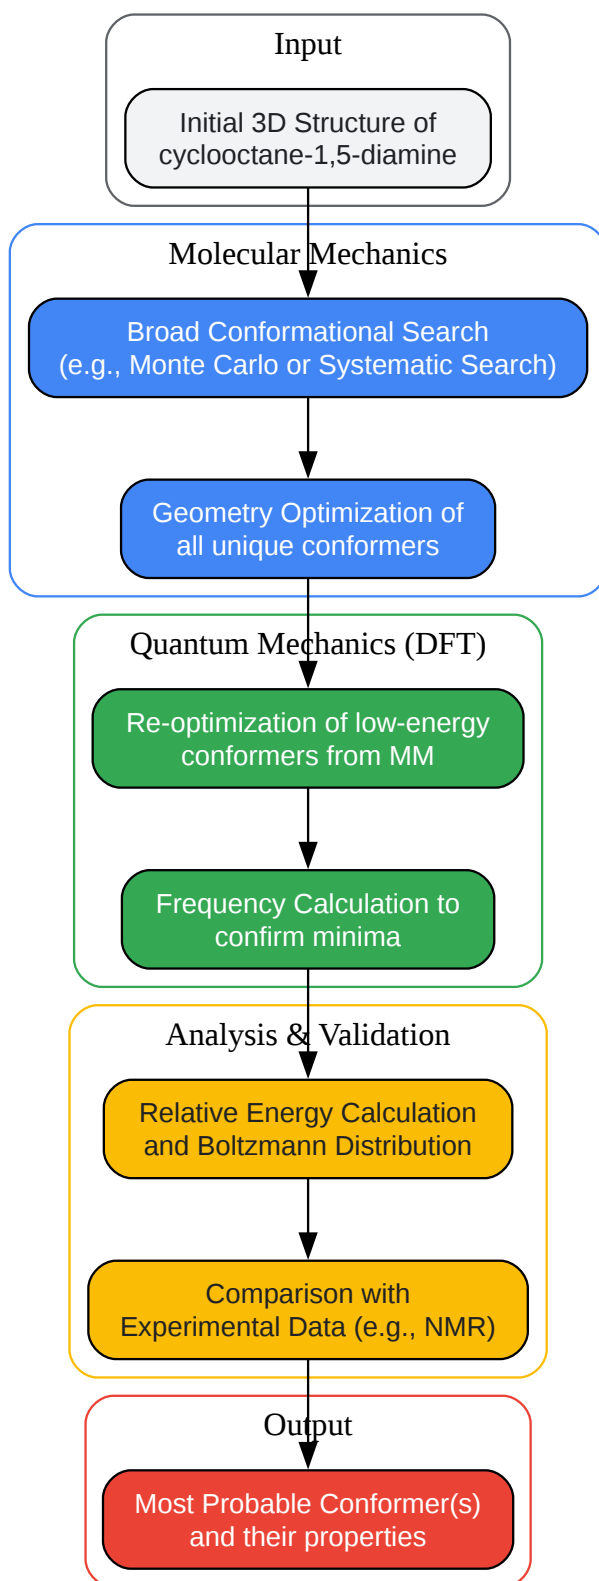 Input
Initial 3D Structure of
cyclooctane-1,5-diamine
Molecular Mechanics
Broad Conformational Search
(e.g., Monte Carlo or Systematic Search)
Geometry Optimization of
all unique conformers
Quantum Mechanics (DFT)
Re-optimization of low-energy
conformers from MM
Frequency Calculation to
confirm minima
Analysis & Validation
Relative Energy Calculation
and Boltzmann Distribution
Comparison with
Experimental Data (e.g., NMR)
Output
Most Probable Conformer(s)
and their properties